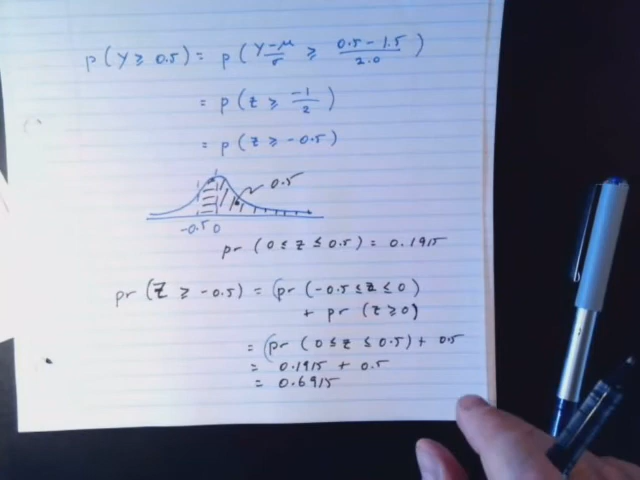 p(Y ≥ 0.5) = p(Y-μ/σ ≥ 0.5-1.5/2.0)
= p(z ≥ -1/2)
= p(z ≥ -0.5)
0.5
-0.5 0
pr (0 ≤ z ≤ 0.5) = 0.1915
pr (Z ≥ -0.5) = (pr (-0.5 ≤ z ≤ 0)
+ pr (z ≥ 0)
= (pr (0 ≤ z ≤ 0.5) + 0.5
= 0.1915 + 0.5
= 0.6915